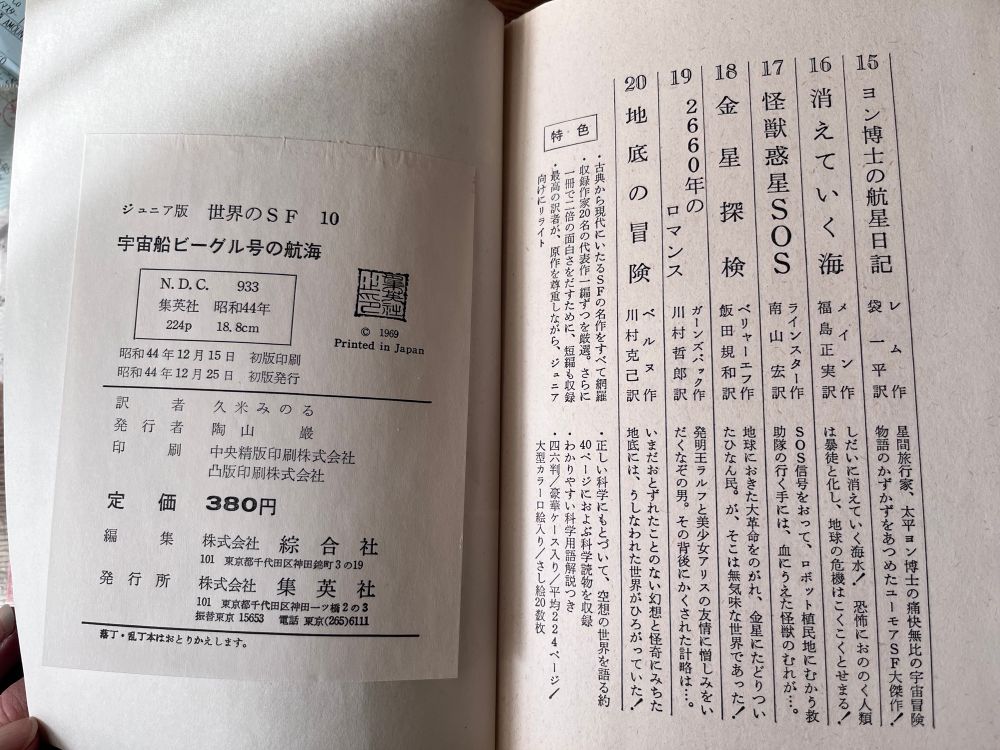 ジュニア版 世界のSF 10
宇宙船ビーグル号の航海
N.D.C. 933
集英社 昭和44年
224p 18.8cm
集英社之印
© 1969
Printed in Japan
昭和44年12月15日 初版印刷
昭和44年12月25日 初版発行
訳者 久米みのる
発行者 陶山巌
印刷 中央精版印刷株式会社
凸版印刷株式会社
定価 380円
編集 株式会社 綜合社
101 東京都千代田区神田錦町3の19
発行所 株式会社 集英社
101 東京都千代田区神田一ツ橋2の3
振替東京 15653 電話 東京(265)6111
落丁・乱丁本はおとりかえします。
15 ヨン博士の航星日記
レム作
袋一平訳
星間旅行家、太平ヨン博士の痛快無比の宇宙冒険
物語のかずかずをあつめたユーモアSF大傑作!
16 消えていく海
メイン作
福島正実訳
しだいに消えていく海水! 恐怖におののく人類
は暴徒と化し、地球の危機はこくこくとせまる!
17 怪獣惑星SOS
ラインスター作
南山宏訳
SOS信号をおって、ロボット植民地にむかう救
助隊の行く手には、血にうえた怪獣のむれが…。
18 金星探検
ベリャーエフ作
飯田規和訳
地球におきた大革命をのがれ、金星にたどりつい
たひなん民。が、そこは無気味な世界であった!
19 2660年の
ロマンス
ガーンズバック作
川村哲郎訳
発明王ラルフと美少女アリスの友情に憎しみをい
だくなぞの男。その背後にかくされた計略は…。
20 地底の冒険
ベルヌ作
川村克己訳
いまだおとずれたことのない幻想と怪奇にみちた
地底には、うしなわれた世界がひろがっていた!
特色
・古典から現代にいたるSFの名作をすべて網羅
・収録作家20名の代表作一編ずつを厳選。さらに
一冊で二倍の面白さをだすために、短編も収録
・最高の訳者が、原作を尊重しながら、ジュニア
向けにリライト
・正しい科学にもとづいて、空想の世界を語る約
40ページにおよぶ科学読物を収録
・わかりやすい科学用語解説つき
・四六判/豪華ケース入り/平均224ページ/
大型カラー口絵入り/さし絵20数枚